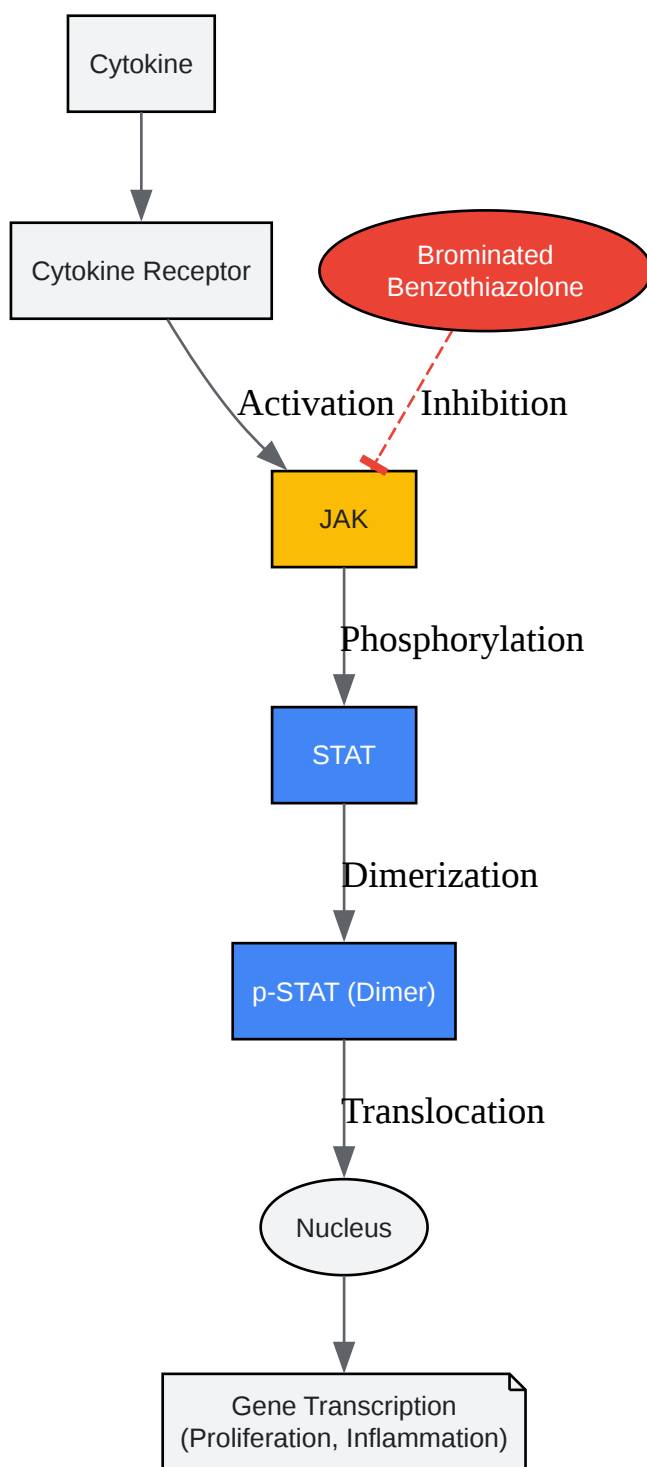 Cytokine
Cytokine Receptor
Brominated
Benzothiazolone
Activation
Inhibition
JAK
Phosphorylation
STAT
Dimerization
p-STAT (Dimer)
Translocation
Nucleus
Gene Transcription
(Proliferation, Inflammation)